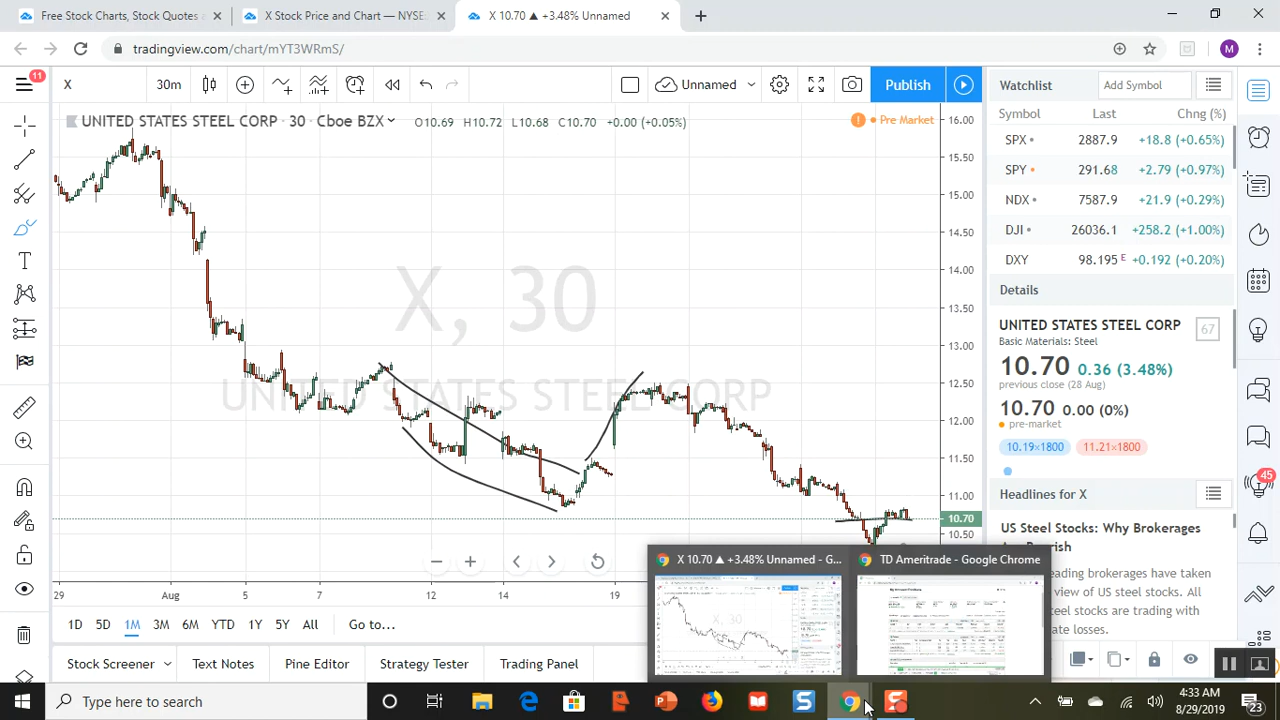 Free Stock Charts, Stock Quotes a
X Stock Price and Chart — NYSE:
X 10.70 ▲ +3.48% Unnamed
tradingview.com/chart/mYT3WRmS/
M
11
X
30m
Unnamed
Publish
Watchlist
Add Symbol
UNITED STATES STEEL CORP · 30 · Cboe BZX
O10.69 H10.72 L10.68 C10.70 +0.00 (+0.05%)
Pre Market
Symbol Last Chng (%)
SPX 2887.9 +18.8 (+0.65%)
SPY 291.68 +2.79 (+0.97%)
NDX 7587.9 +21.9 (+0.29%)
DJI 26036.1 +258.2 (+1.00%)
DXY 98.195 E +0.192 (+0.20%)
16.00
15.50
15.00
14.50
14.00
13.50
13.00
12.50
12.00
11.50
11.00
10.70
10.50
X, 30
UNITED STATES STEEL CORP
Details
UNITED STATES STEEL CORP
67
Basic Materials: Steel
10.70 0.36 (3.48%)
previous close (28 Aug)
10.70 0.00 (0%)
pre-market
10.19×1800 11.21×1800
45
Headlines for X
US Steel Stocks: Why Brokerages
Bearish
eading brokerages have taken
view of US steel stocks. All
eel stocks are trading with
losses.
X 10.70 ▲ +3.48% Unnamed - G...
TD Ameritrade - Google Chrome
29 5 7 12 14 19
1D 5D 1M 3M 1Y All Go to...
Stock Screener Editor Strategy Tester Trading Panel
Type here to search
4:33 AM
8/29/2019
23